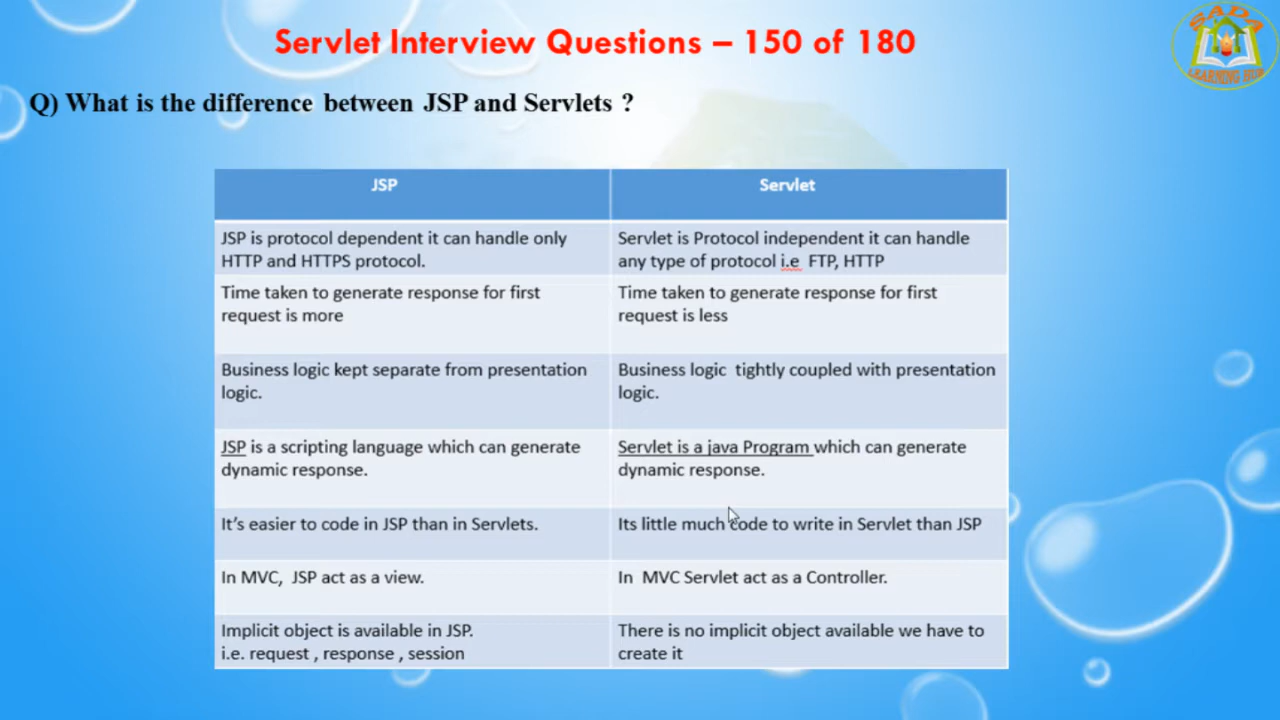 Servlet Interview Questions – 150 of 180
SADA
LEARNING HUB
Q) What is the difference between JSP and Servlets ?
JSP
Servlet
JSP is protocol dependent it can handle only
HTTP and HTTPS protocol.
Servlet is Protocol independent it can handle
any type of protocol i.e FTP, HTTP
Time taken to generate response for first
request is more
Time taken to generate response for first
request is less
Business logic kept separate from presentation
logic.
Business logic tightly coupled with presentation
logic.
JSP is a scripting language which can generate
dynamic response.
Servlet is a java Program which can generate
dynamic response.
It’s easier to code in JSP than in Servlets.
Its little much code to write in Servlet than JSP
In MVC, JSP act as a view.
In MVC Servlet act as a Controller.
Implicit object is available in JSP.
i.e. request , response , session
There is no implicit object available we have to
create it